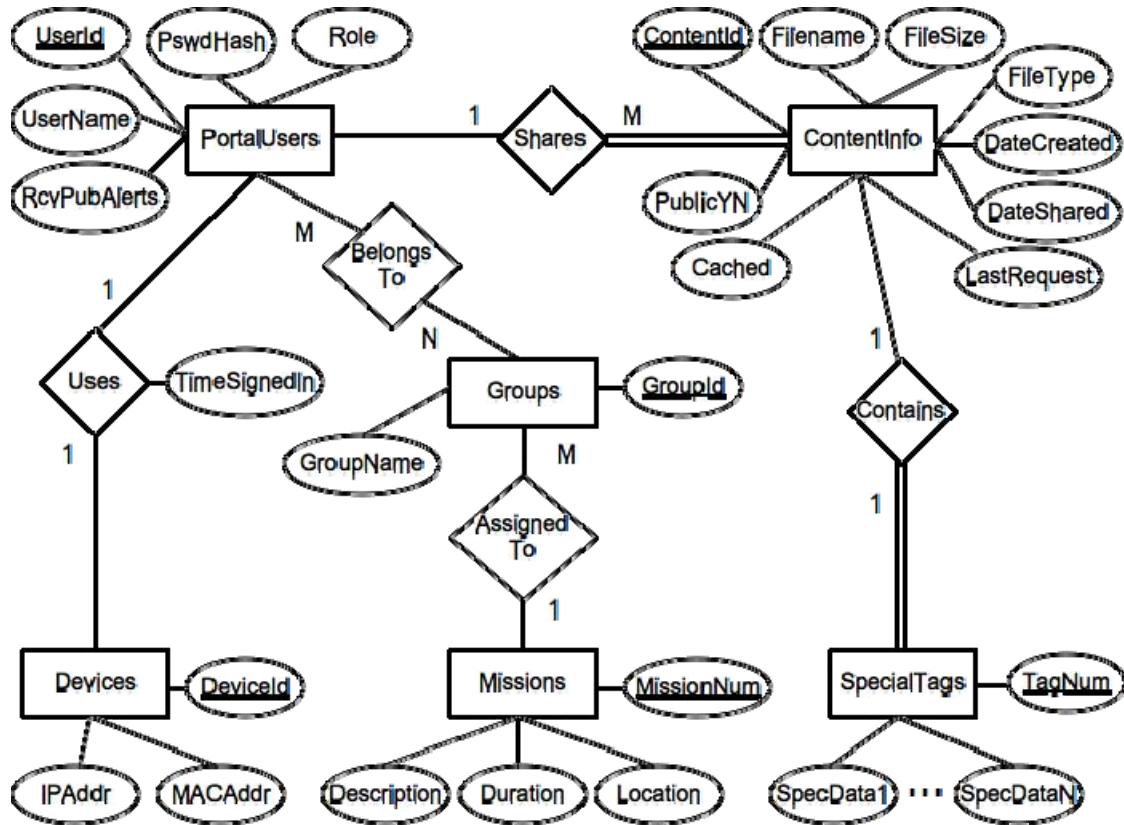 UserId
PswdHash
Role
ContentId
Filename
FileSize
FileType
UserName
PortalUsers
1
Shares
M
ContentInfo
DateCreated
RcvPubAlerts
PublicYN
DateShared
M
Belongs
To
Cached
LastRequest
1
N
1
Uses
TimeSignedIn
Groups
GroupId
Contains
1
GroupName
M
1
Assigned
To
1
Devices
DeviceId
Missions
MissionNum
SpecialTags
TagNum
IPAddr
MACAddr
Description
Duration
Location
SpecData1
...
SpecDataN